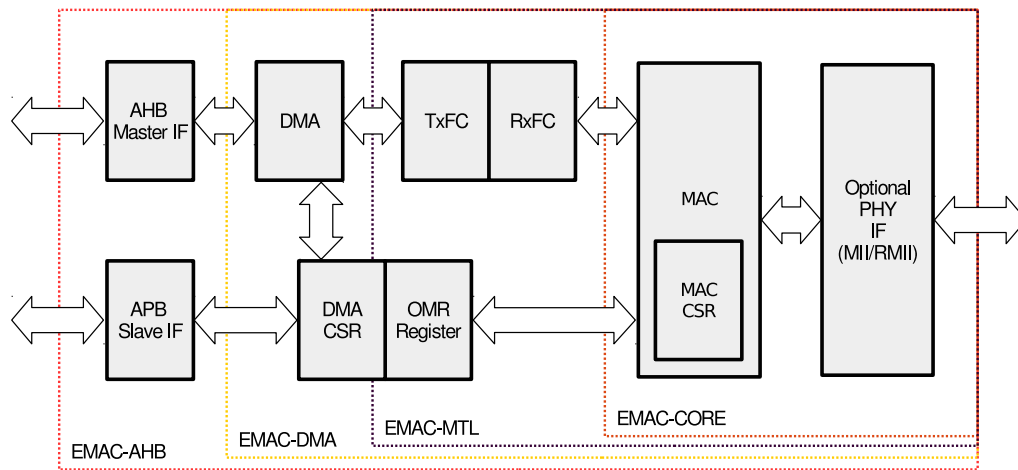 AHB
Master IF
DMA
TxFC
RxFC
MAC
Optional
PHY
IF
(MII/RMII)
APB
Slave IF
DMA
CSR
OMR
Register
MAC
CSR
EMAC-AHB
EMAC-DMA
EMAC-MTL
EMAC-CORE